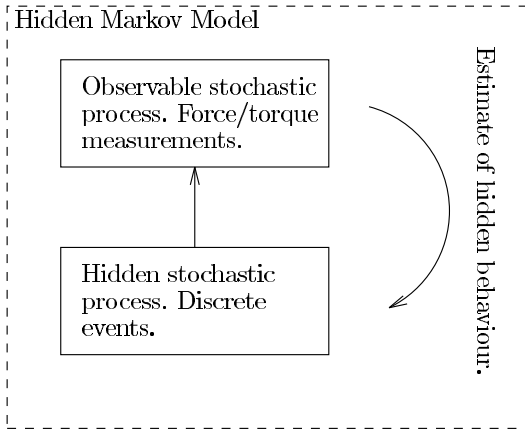 Hidden Markov Model
Observable stochastic
process. Force/torque
measurements.
Hidden stochastic
process. Discrete
events.
Estimate of hidden behaviour.